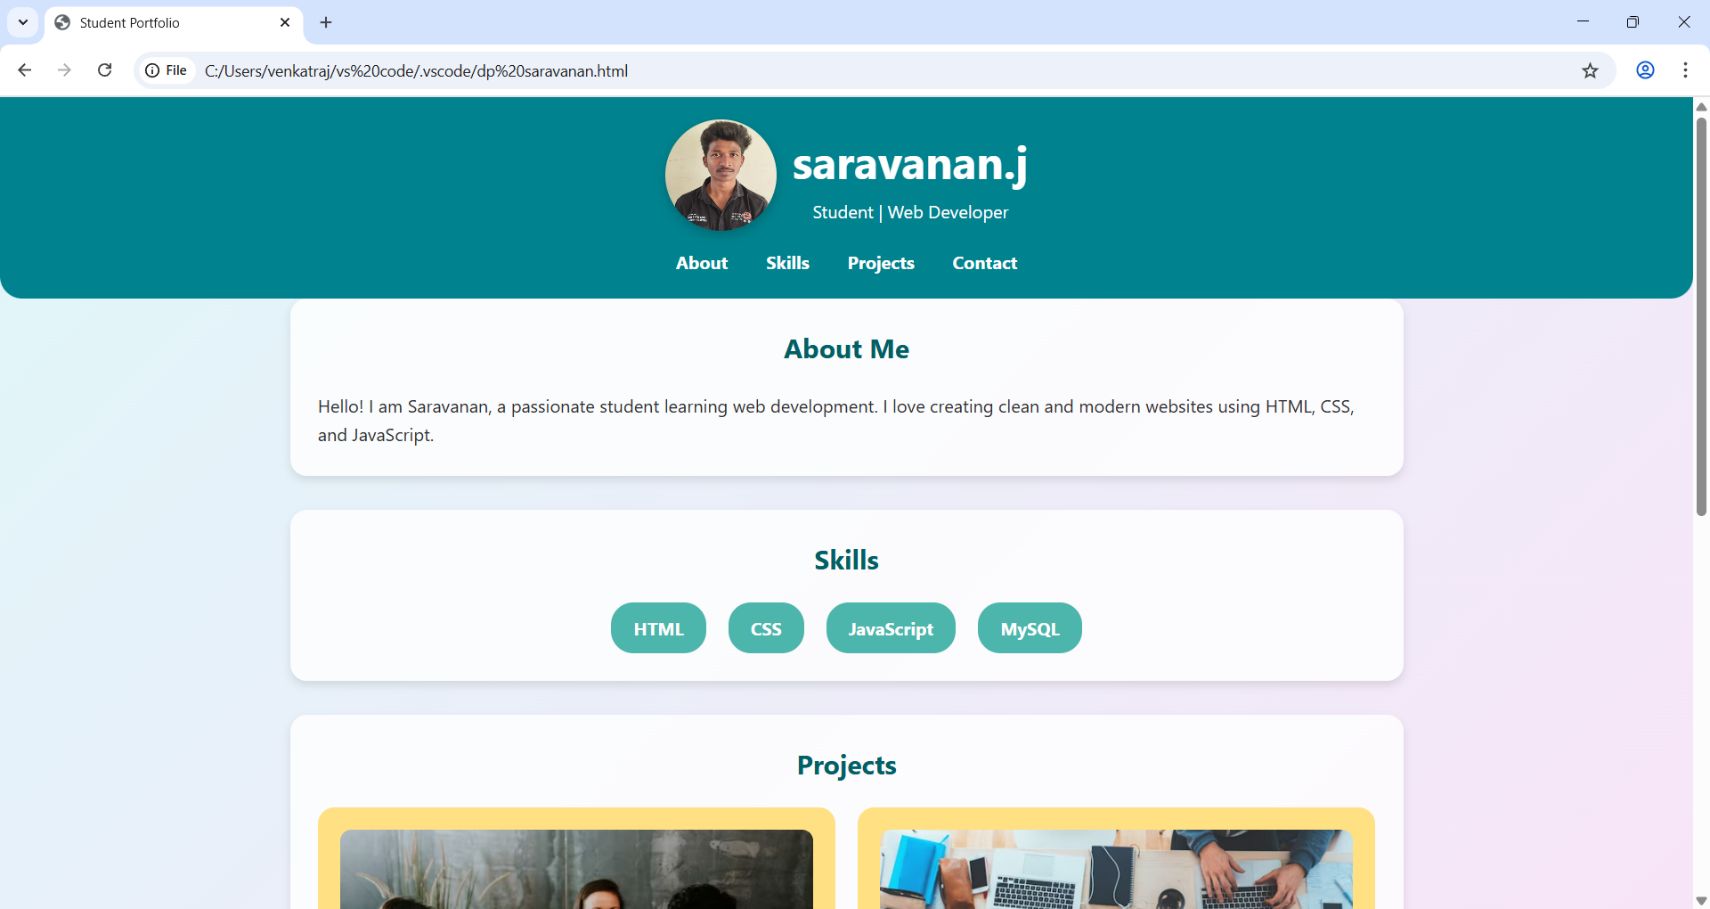 Student Portfolio
File
C:/Users/venkatraj/vs%20code/.vscode/dp%20saravanan.html
saravanan.j
Student | Web Developer
About Skills Projects Contact
About Me
Hello! I am Saravanan, a passionate student learning web development. I love creating clean and modern websites using HTML, CSS,
and JavaScript.
Skills
HTML CSS JavaScript MySQL
Projects